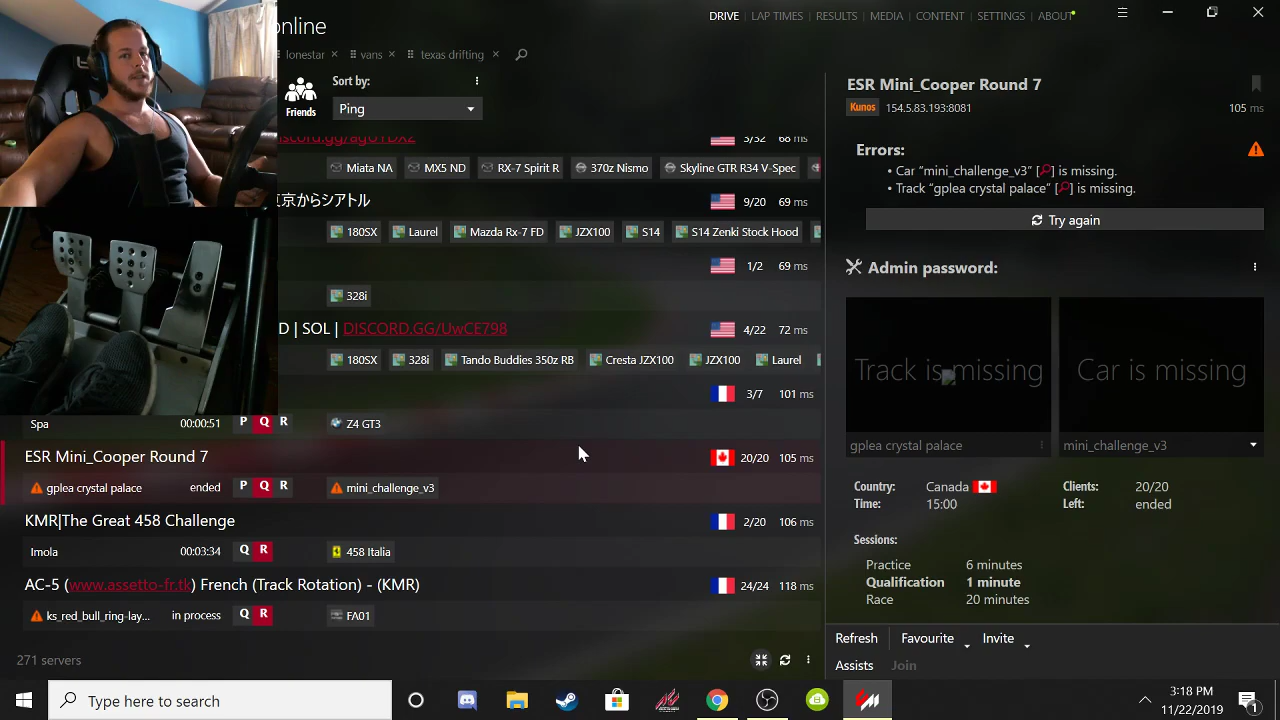 online
DRIVE | LAP TIMES | RESULTS | MEDIA | CONTENT | SETTINGS | ABOUT
lonestar × vans × texas drifting ×
Friends
Sort by:
Ping
68 ms
Miata NA MX5 ND RX-7 Spirit R 370z Nismo Skyline GTR R34 V-Spec
京からシアトル 9/20 69 ms
180SX Laurel Mazda Rx-7 FD JZX100 S14 S14 Zenki Stock Hood
1/2 69 ms
328i
D | SOL | DISCORD.GG/UwCE798 4/22 72 ms
180SX 328i Tando Buddies 350z RB Cresta JZX100 JZX100 Laurel
3/7 101 ms
Spa 00:00:51 P Q R Z4 GT3
ESR Mini_Cooper Round 7 20/20 105 ms
gplea crystal palace ended P Q R mini_challenge_v3
KMR|The Great 458 Challenge 2/20 106 ms
Imola 00:03:34 Q R 458 Italia
AC-5 (www.assetto-fr.tk) French (Track Rotation) - (KMR) 24/24 118 ms
ks_red_bull_ring-lay... in process Q R FA01
271 servers
ESR Mini_Cooper Round 7
Kunos 154.5.83.193:8081 105 ms
Errors:
• Car “mini_challenge_v3” [ ] is missing.
• Track “gplea crystal palace” [ ] is missing.
Try again
Admin password:
Track is missing Car is missing
gplea crystal palace mini_challenge_v3
Country: Canada Clients: 20/20
Time: 15:00 Left: ended
Sessions:
Practice 6 minutes
Qualification 1 minute
Race 20 minutes
Refresh Favourite Invite
Assists Join
Type here to search
3:18 PM
11/22/2019
1